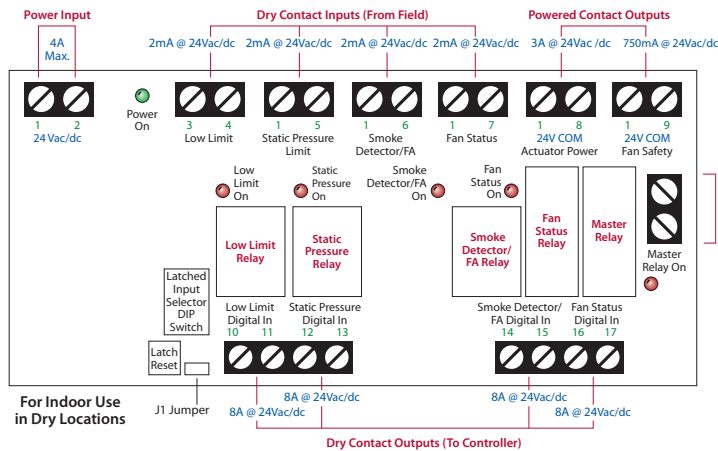 Power Input
Dry Contact Inputs (From Field)
Powered Contact Outputs
4A
Max.
2mA @ 24Vac/dc
2mA @ 24Vac/dc
2mA @ 24Vac/dc
2mA @ 24Vac/dc
3A @ 24Vac /dc
750mA @ 24Vac/dc
1
2
24 Vac/dc
Power
On
3
4
Low Limit
1
5
Static Pressure
Limit
1
6
Smoke
Detector/FA
1
7
Fan Status
1
8
24V COM
Actuator Power
1
9
24V COM
Fan Safety
Low
Limit
On
Static
Pressure
On
Smoke
Detector/FA
On
Fan
Status
On
Low Limit
Relay
Static
Pressure
Relay
Smoke
Detector/
FA Relay
Fan
Status
Relay
Master
Relay
Master
Relay On
Latched
Input
Selector
DIP
Switch
Low Limit
Digital In
10
11
Static Pressure
Digital In
12
13
Smoke Detector/
FA Digital In
14
15
Fan Status
Digital In
16
17
Latch
Reset
J1 Jumper
For Indoor Use
in Dry Locations
8A @ 24Vac/dc
8A @ 24Vac/dc
8A @ 24Vac/dc
8A @ 24Vac/dc
Dry Contact Outputs (To Controller)